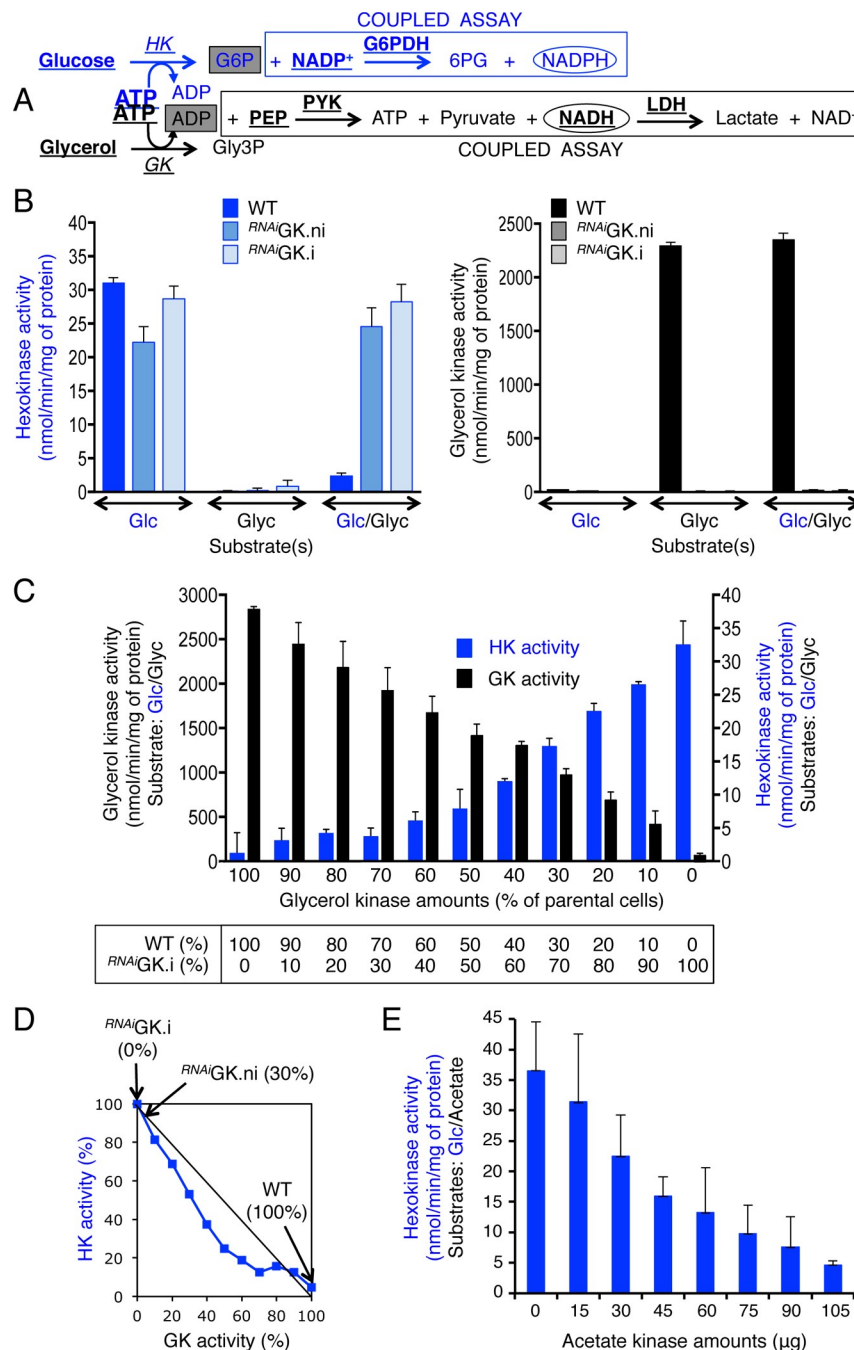 COUPLED ASSAY
Glucose HK G6P + NADP+ G6PDH 6PG + NADPH
ATP ADP
A
ATP ADP + PEP PYK ATP + Pyruvate + NADH LDH Lactate + NAD+
Glycerol GK Gly3P COUPLED ASSAY
B
Hexokinase activity
(nmol/min/mg of protein)
40
35
30
25
20
15
10
5
0
WT
RNAiGK.ni
RNAiGK.i
Glc Glyc Glc/Glyc
Substrate(s)
Glycerol kinase activity
(nmol/min/mg of protein)
2500
2000
1500
1000
500
0
WT
RNAiGK.ni
RNAiGK.i
Glc Glyc Glc/Glyc
Substrate(s)
C
Glycerol kinase activity
(nmol/min/mg of protein)
Substrate: Glc/Glyc
3000
2500
2000
1500
1000
500
0
HK activity
GK activity
40
35
30
25
20
15
10
5
0
Hexokinase activity
(nmol/min/mg of protein)
Substrates: Glc/Glyc
100 90 80 70 60 50 40 30 20 10 0
Glycerol kinase amounts (% of parental cells)
WT (%) 100 90 80 70 60 50 40 30 20 10 0
RNAiGK.i (%) 0 10 20 30 40 50 60 70 80 90 100
D
RNAiGK.i
(0%)
RNAiGK.ni (30%)
WT
(100%)
HK activity (%)
100
80
60
40
20
0
0 20 40 60 80 100
GK activity (%)
E
Hexokinase activity
(nmol/min/mg of protein)
Substrates: Glc/Acetate
45
40
35
30
25
20
15
10
5
0
0 15 30 45 60 75 90 105
Acetate kinase amounts (µg)